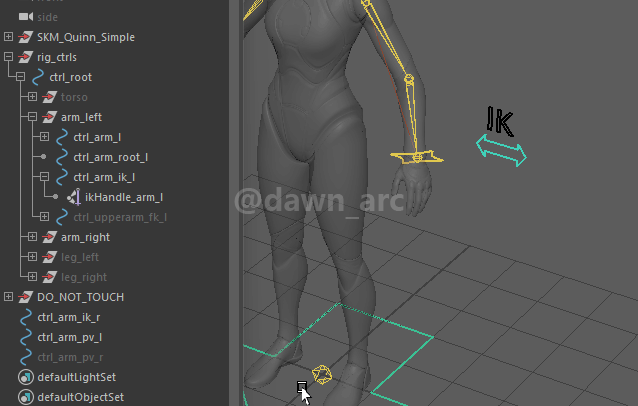 side
SKM_Quinn_Simple
rig_ctrls
ctrl_root
torso
arm_left
ctrl_arm_l
ctrl_arm_root_l
ctrl_arm_ik_l
ikHandle_arm_l
ctrl_upperarm_fk_l
arm_right
leg_left
leg_right
DO_NOT_TOUCH
ctrl_arm_ik_r
ctrl_arm_pv_l
ctrl_arm_pv_r
defaultLightSet
defaultObjectSet
IK
@dawn_arc